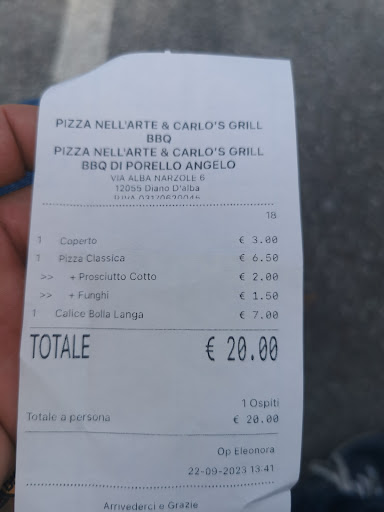 PIZZA NELL'ARTE & CARLO'S GRILL
BBQ
PIZZA NELL'ARTE & CARLO'S GRILL
BBQ DI PORELLO ANGELO
VIA ALBA NARZOLE 6
12055 Diano D'alba
18
1 Coperto € 3.00
1 Pizza Classica € 6.50
>> + Prosciutto Cotto € 2.00
>> + Funghi € 1.50
1 Calice Bolla Langa € 7.00
TOTALE € 20.00
1 Ospiti
Totale a persona € 20.00
Op Eleonora
22-09-2023 13.41
Arrivederci e Grazie